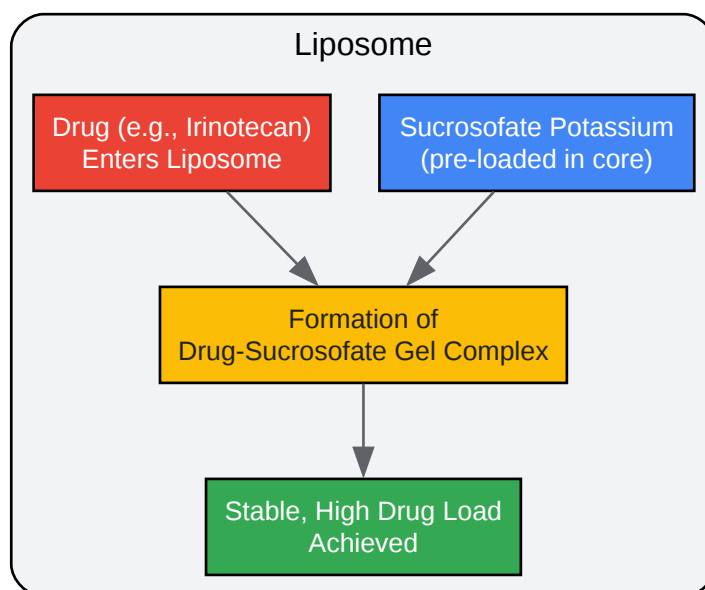 Liposome
Drug (e.g., Irinotecan)
Enters Liposome
Sucrosofate Potassium
(pre-loaded in core)
Formation of
Drug-Sucrosofate Gel Complex
Stable, High Drug Load
Achieved